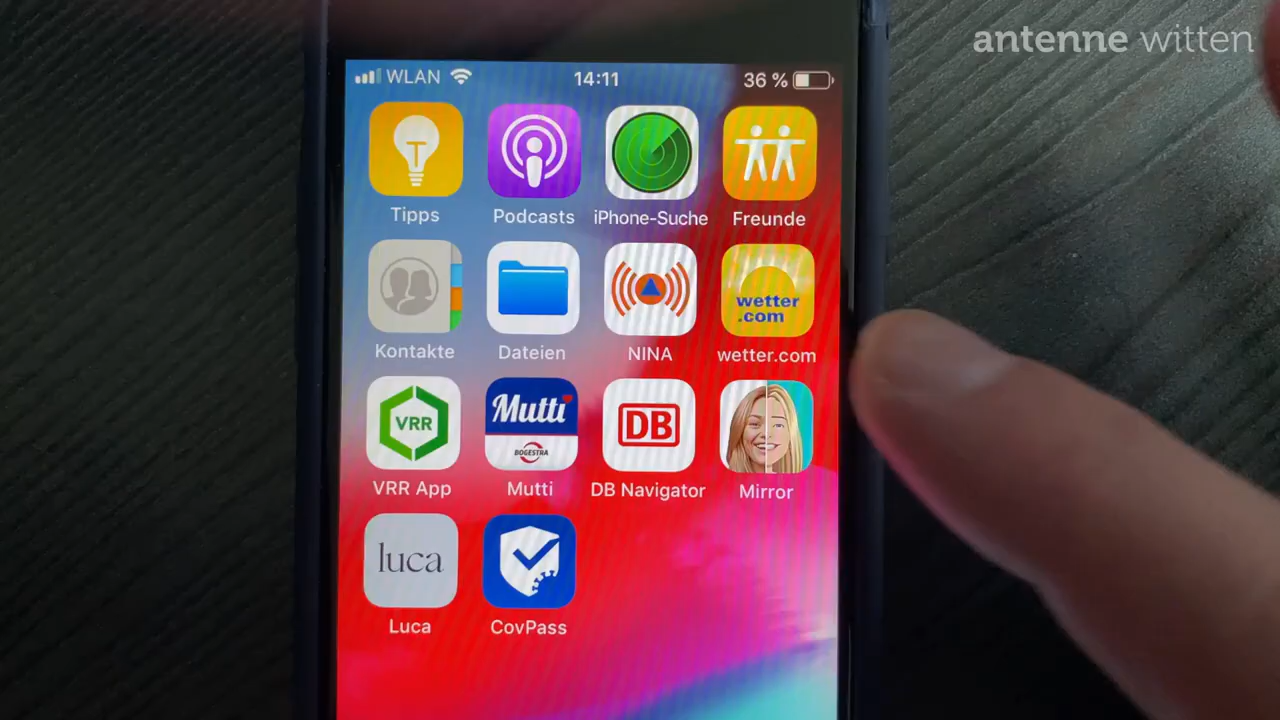 antenne witten
WLAN 14:11 36 %
T
Tipps Podcasts iPhone-Suche Freunde
wetter
.com
Kontakte Dateien NINA wetter.com
VRR Mutti DB
BOGESTRA
VRR App Mutti DB Navigator Mirror
luca
Luca CovPass